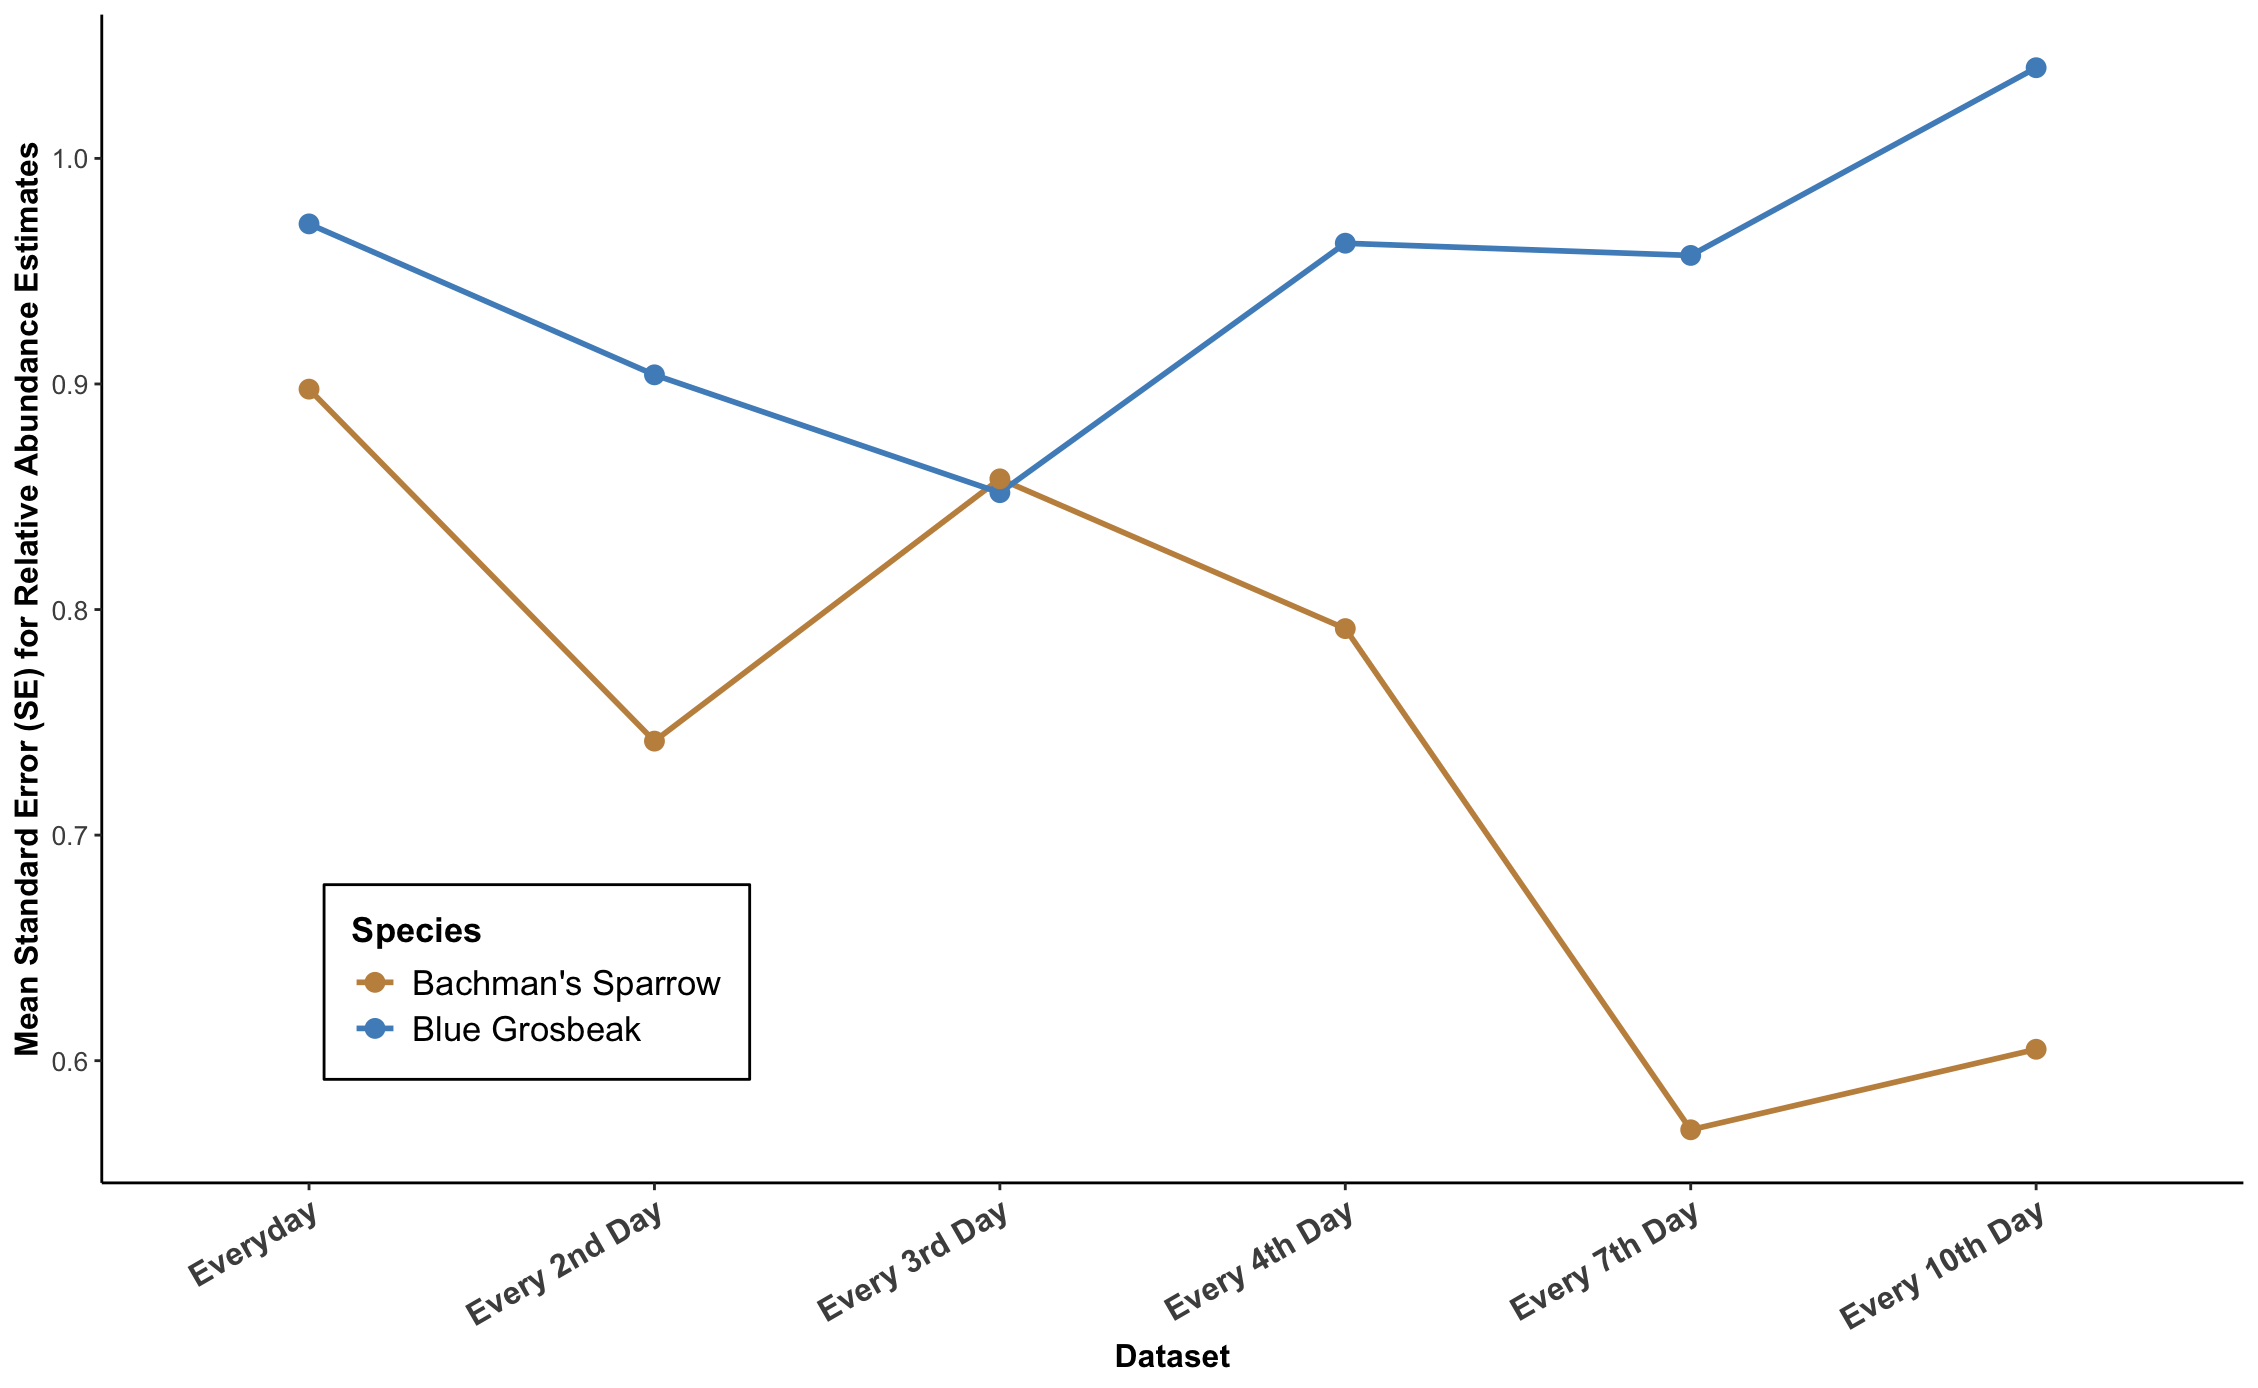 Mean Standard Error (SE) for Relative Abundance Estimates
1.0
0.9
0.8
0.7
0.6
Species
Bachman's Sparrow
Blue Grosbeak
Everyday
Every 2nd Day
Every 3rd Day
Every 4th Day
Every 7th Day
Every 10th Day
Dataset